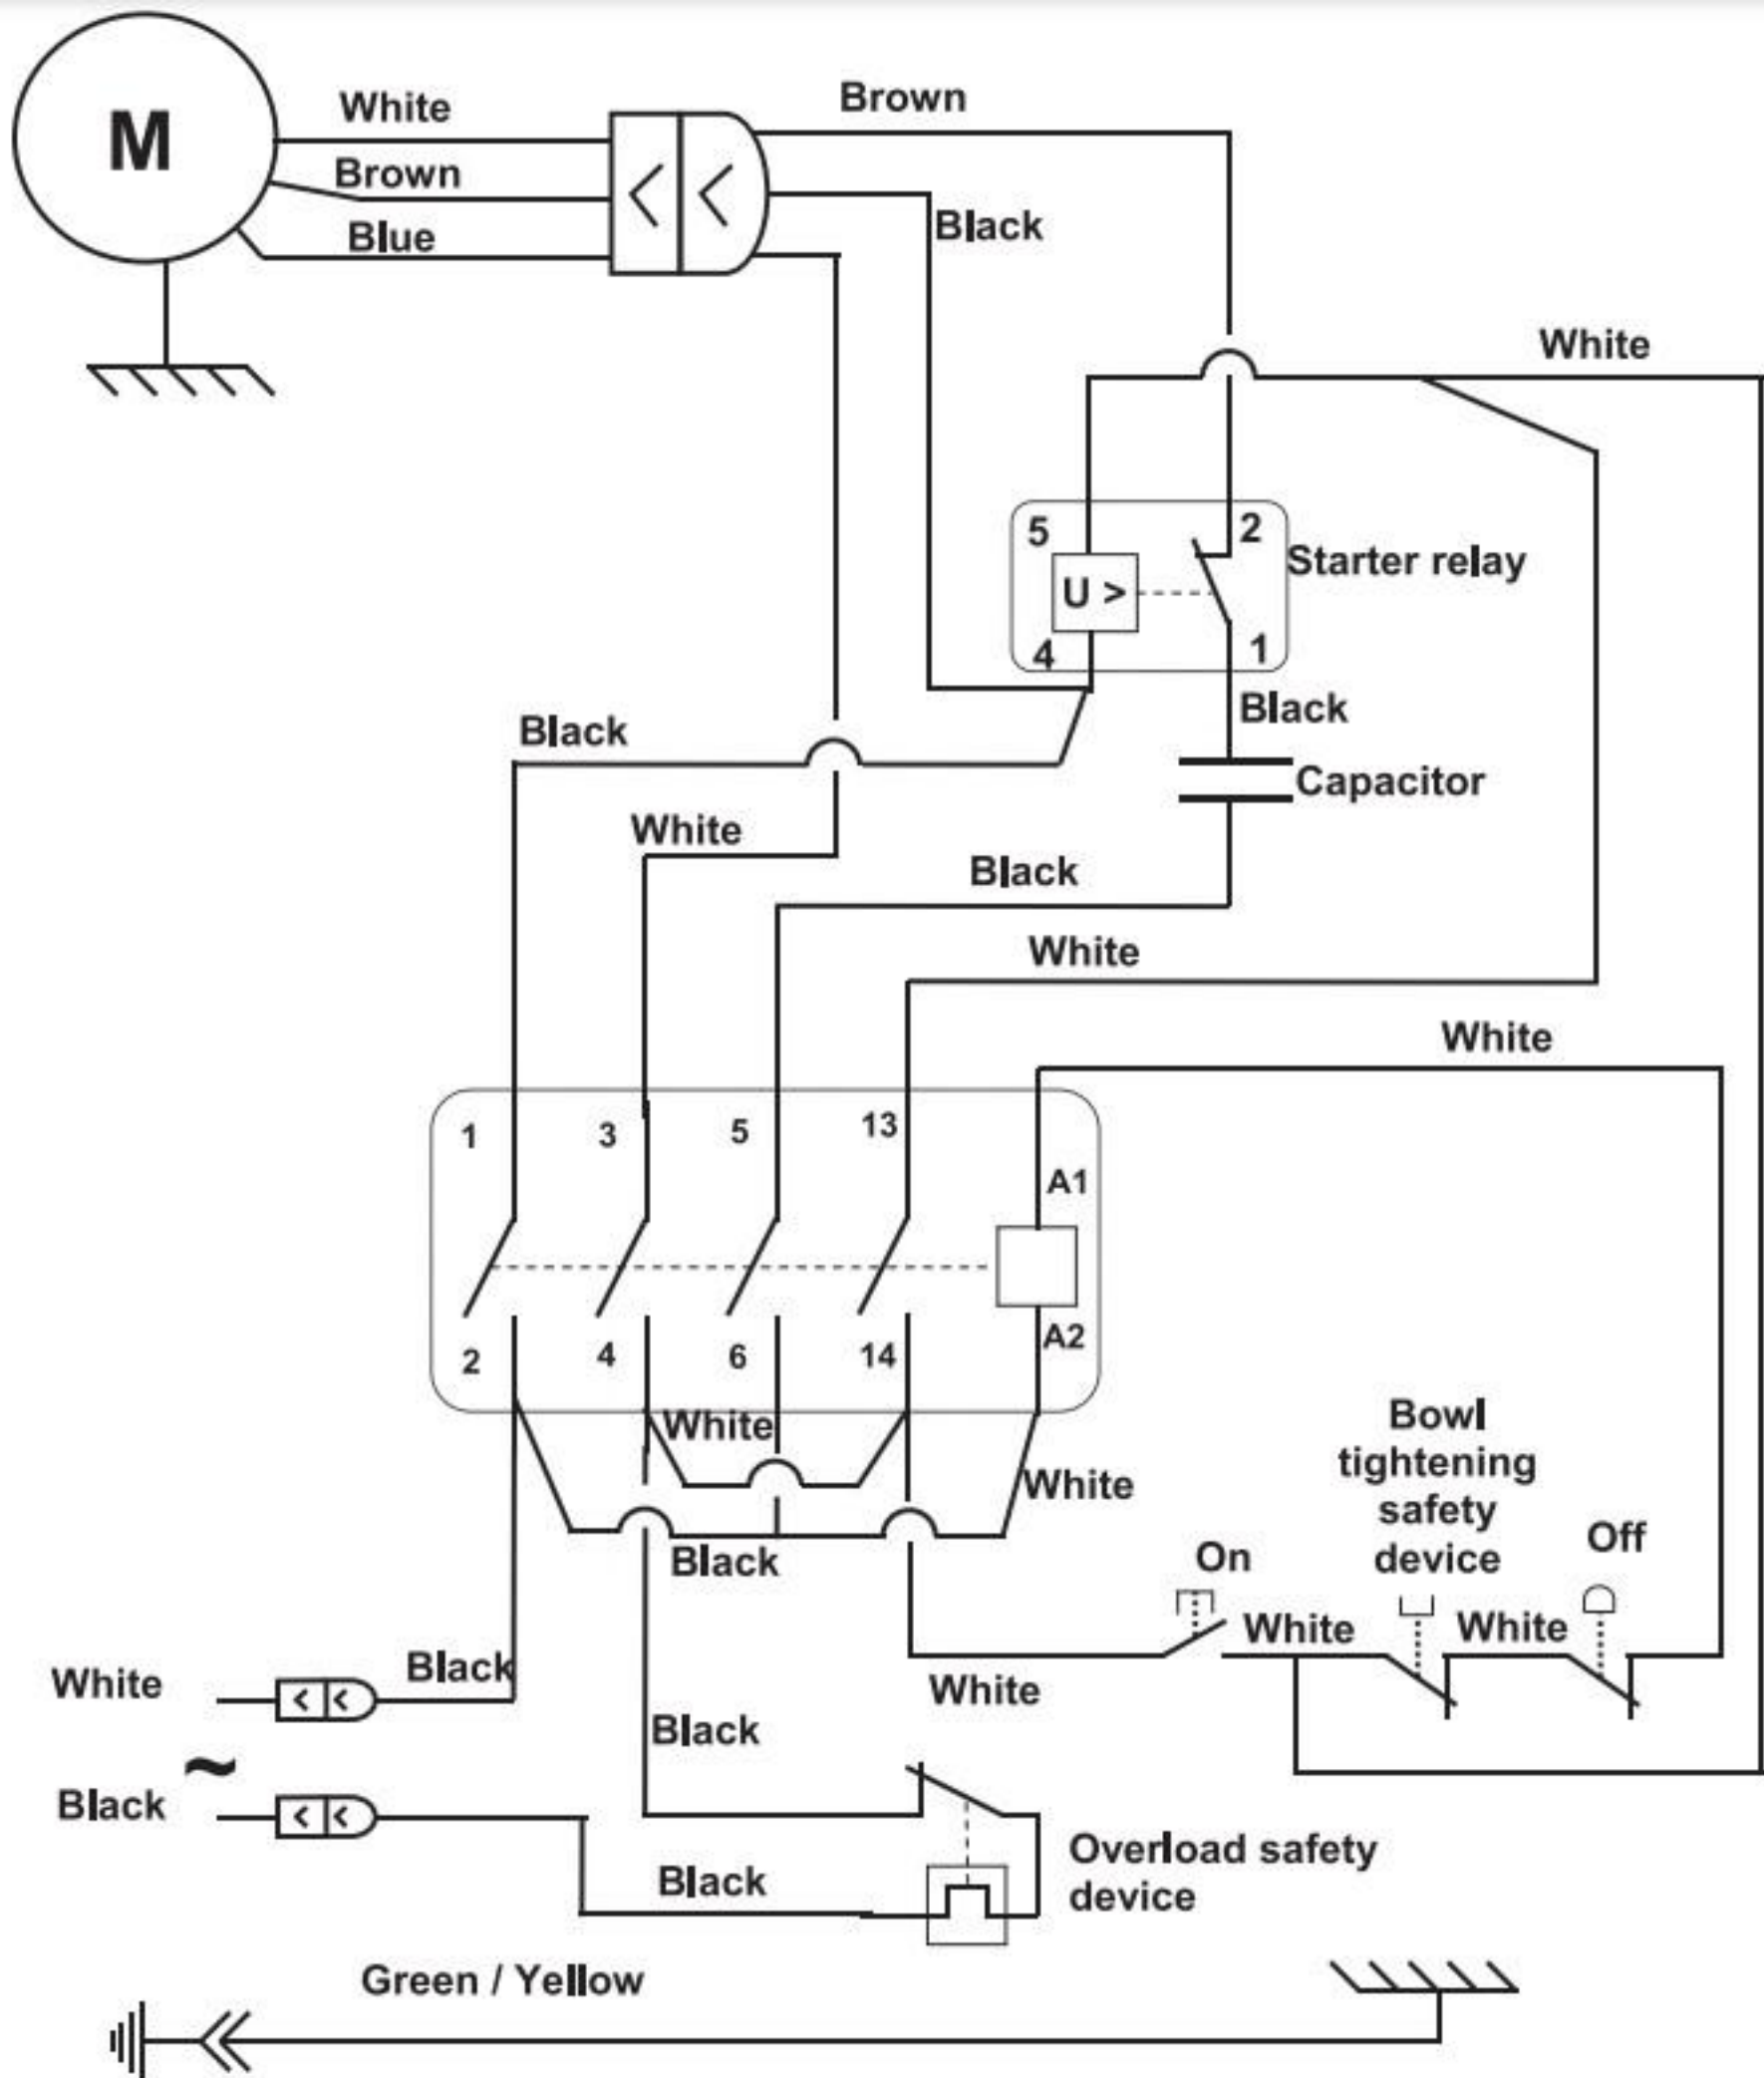 M
White
Brown
Blue
Brown
Black
White
5
2
U >
Starter relay
4
1
Black
Black
Capacitor
White
Black
White
White
1
3
5
13
A1
2
4
6
14
A2
White
White
Black
Bowl
tightening
safety
device
On
Off
White
White
White
White
Black
~
Black
Black
Black
Overload safety
device
Green / Yellow